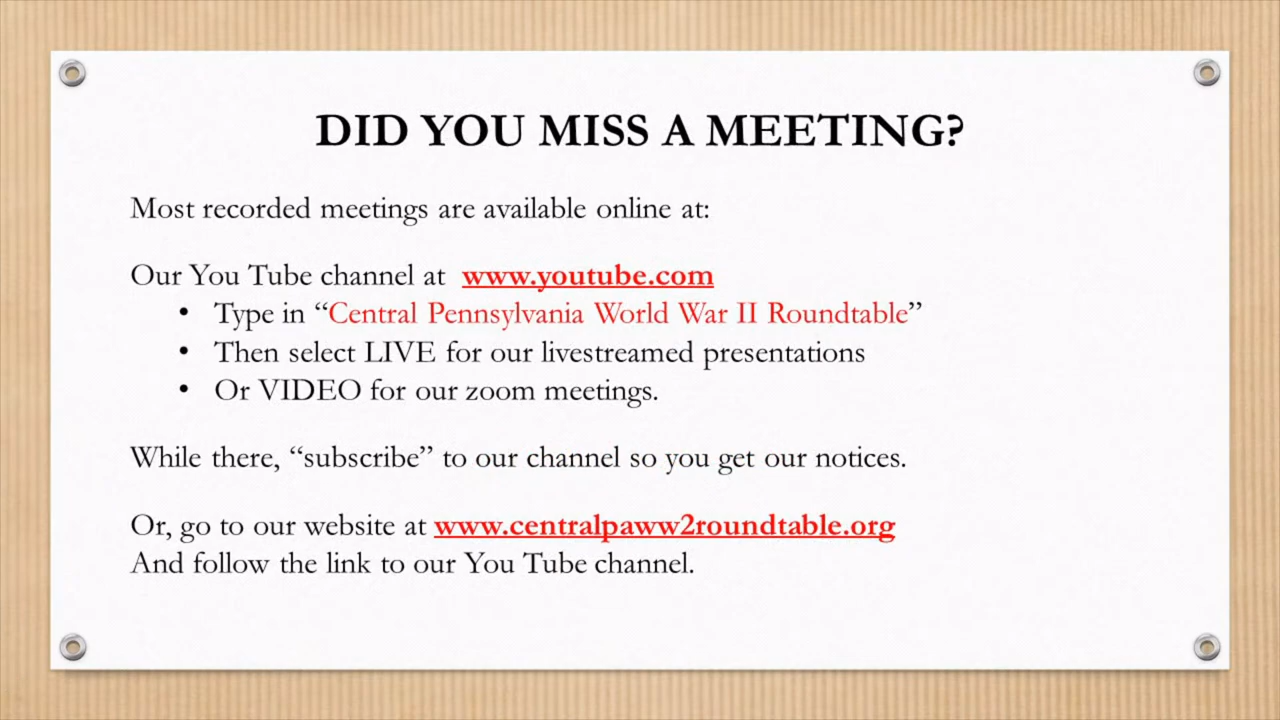 DID YOU MISS A MEETING?
Most recorded meetings are available online at:
Our You Tube channel at www.youtube.com
• Type in “Central Pennsylvania World War II Roundtable”
• Then select LIVE for our livestreamed presentations
• Or VIDEO for our zoom meetings.
While there, “subscribe” to our channel so you get our notices.
Or, go to our website at www.centralpaww2roundtable.org
And follow the link to our You Tube channel.